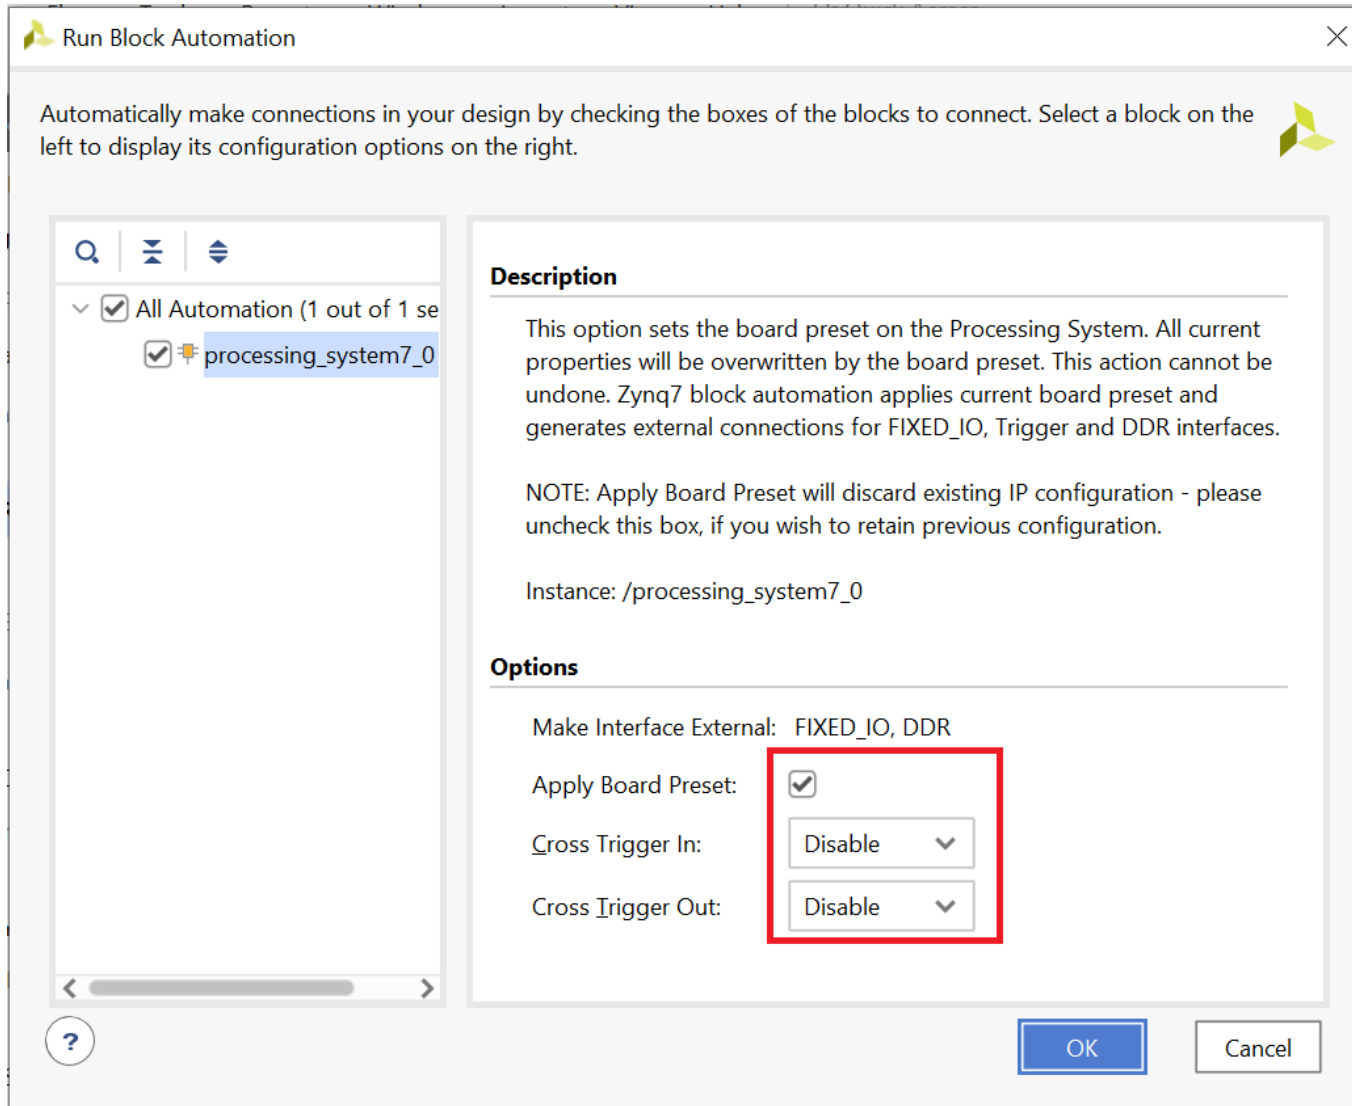 Run Block Automation
Automatically make connections in your design by checking the boxes of the blocks to connect. Select a block on the
left to display its configuration options on the right.
All Automation (1 out of 1 se
processing_system7_0
Description
This option sets the board preset on the Processing System. All current
properties will be overwritten by the board preset. This action cannot be
undone. Zynq7 block automation applies current board preset and
generates external connections for FIXED_IO, Trigger and DDR interfaces.
NOTE: Apply Board Preset will discard existing IP configuration - please
uncheck this box, if you wish to retain previous configuration.
Instance: /processing_system7_0
Options
Make Interface External: FIXED_IO, DDR
Apply Board Preset:
Cross Trigger In: Disable
Cross Trigger Out: Disable
?
OK Cancel